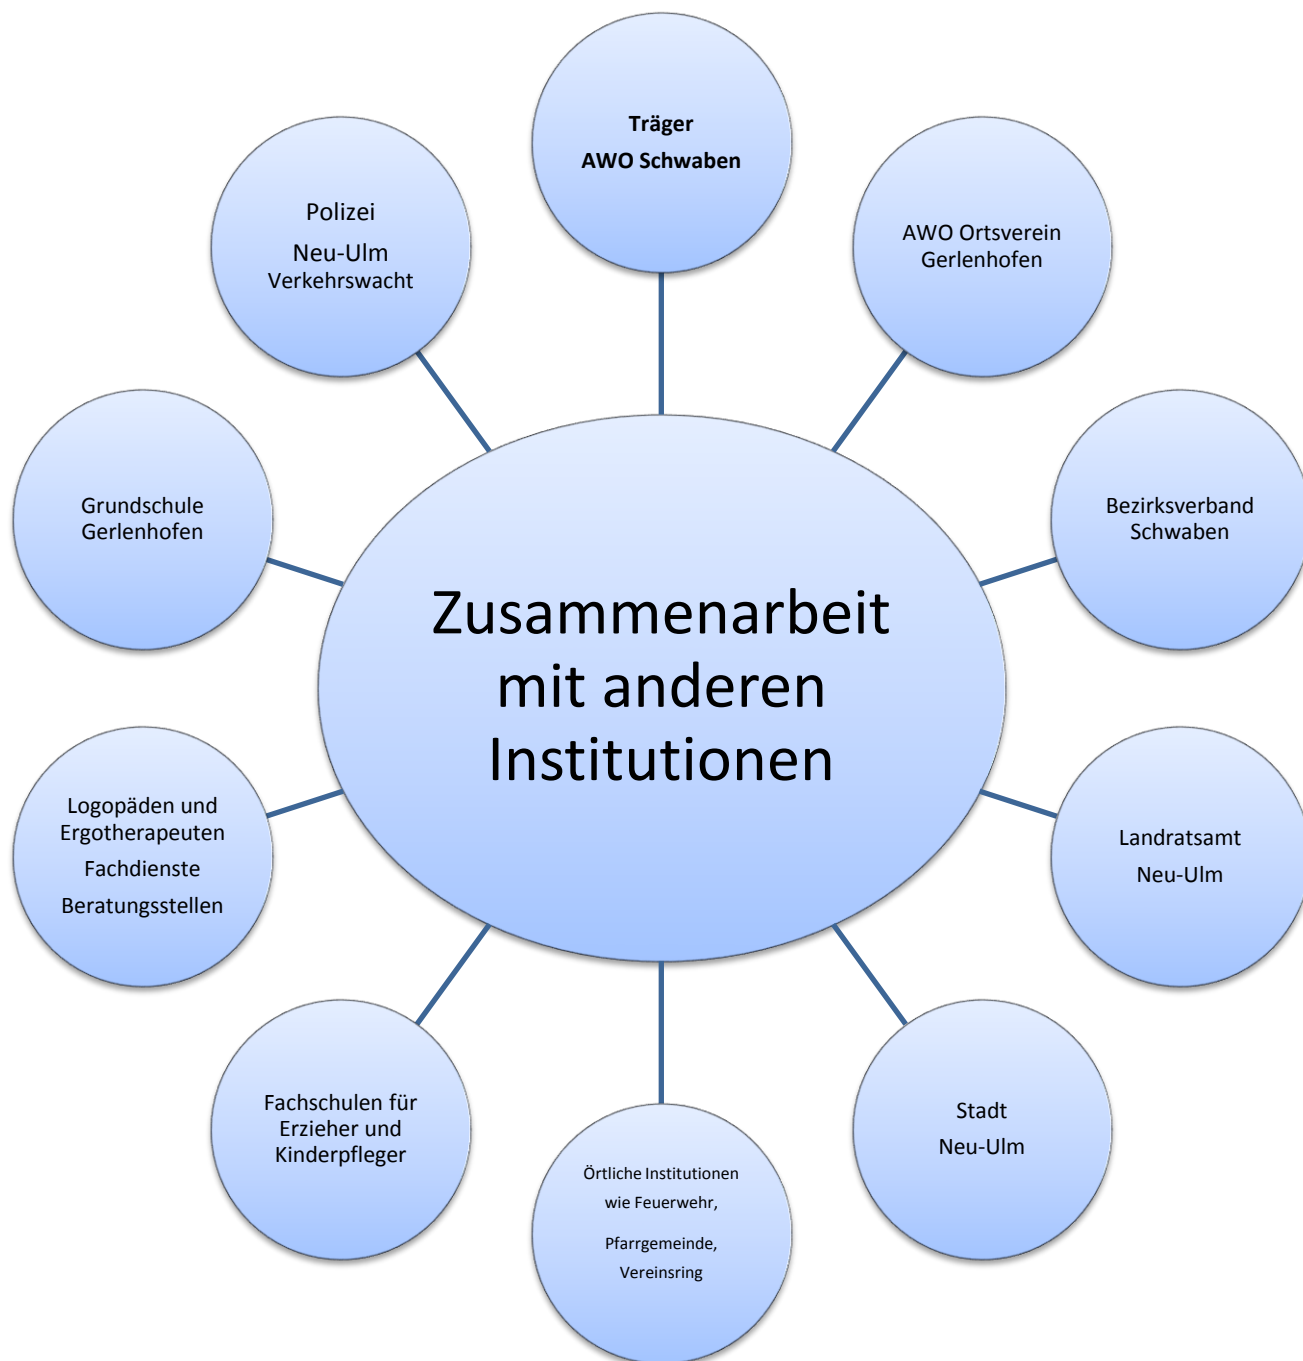 Träger
AWO Schwaben
AWO Ortsverein
Gerlenhofen
Bezirksverband
Schwaben
Landratsamt
Neu-Ulm
Stadt
Neu-Ulm
Örtliche Institutionen
wie Feuerwehr,
Pfarrgemeinde,
Vereinsring
Fachschulen für
Erzieher und
Kinderpfleger
Logopäden und
Ergotherapeuten
Fachdienste
Beratungsstellen
Grundschule
Gerlenhofen
Polizei
Neu-Ulm
Verkehrswacht
Zusammenarbeit
mit anderen
Institutionen